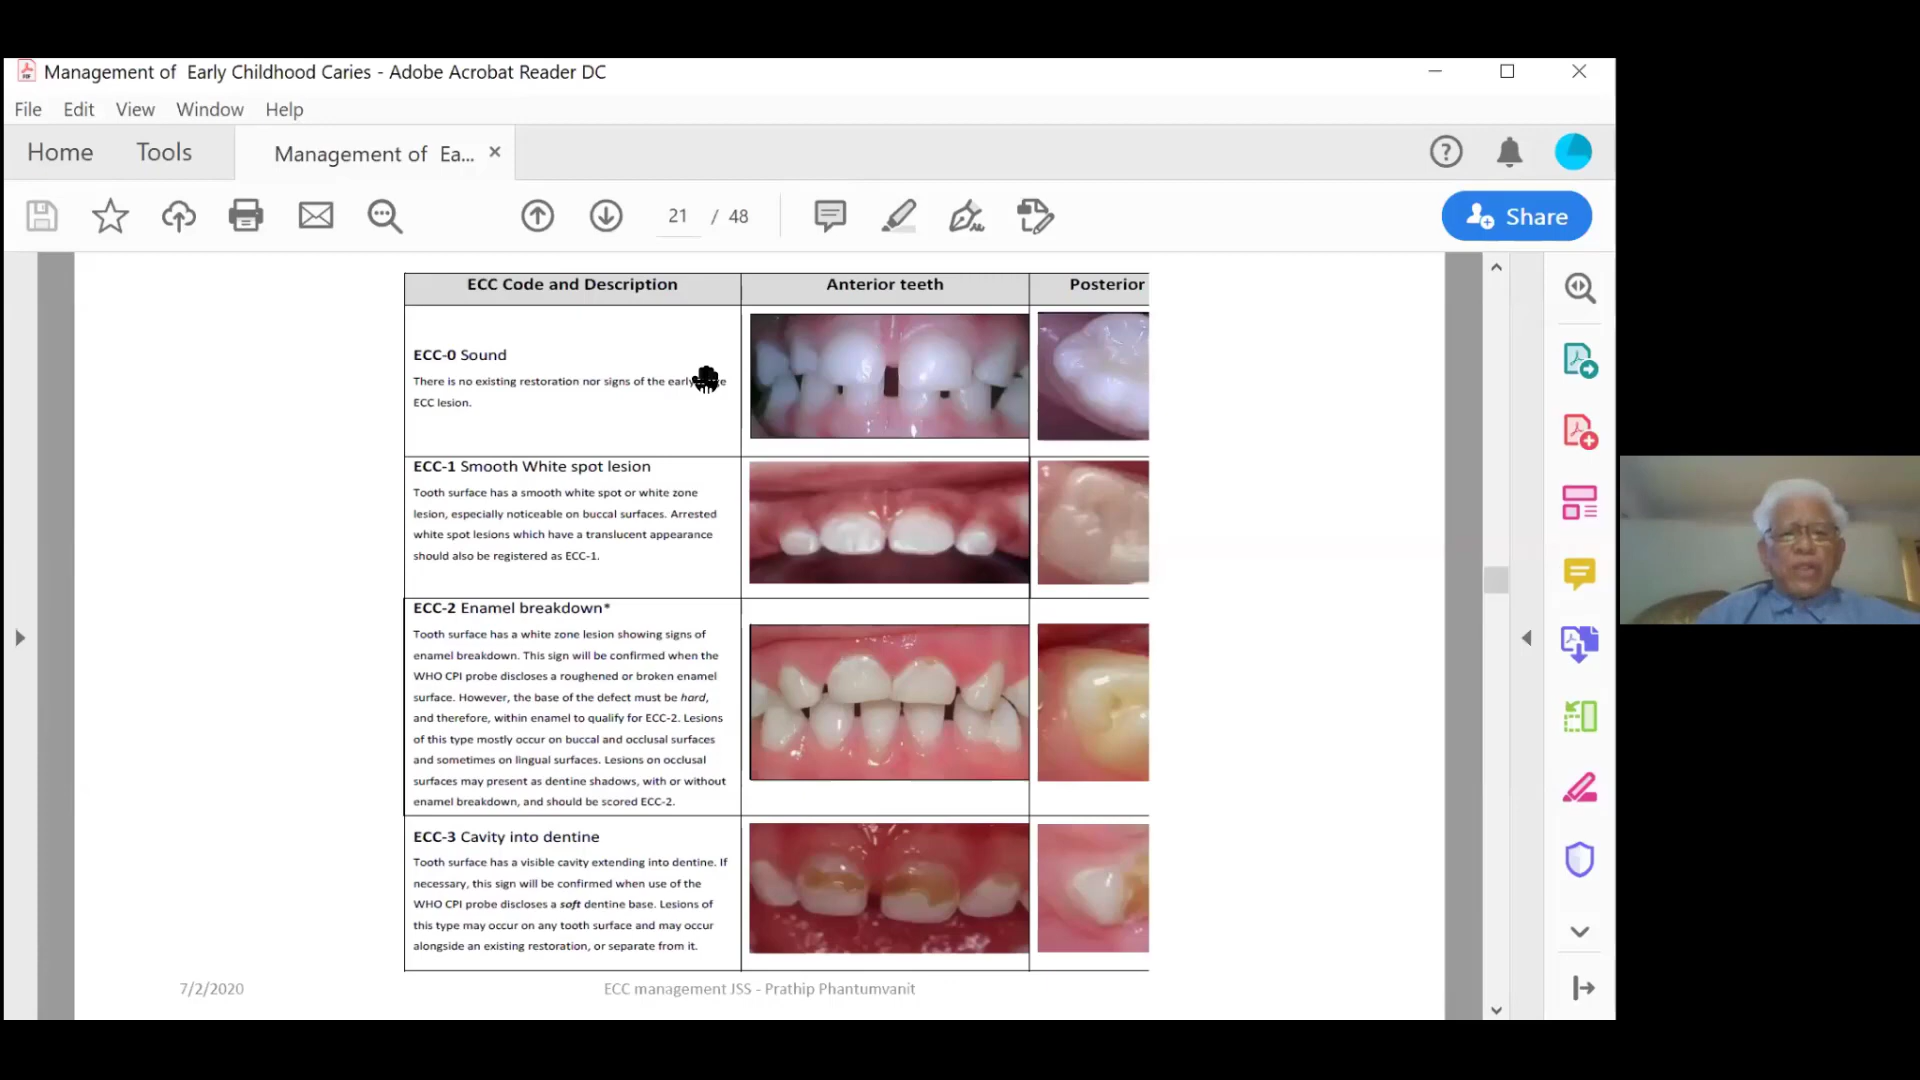 Management of  Early Childhood Caries - Adobe Acrobat Reader DC
File Edit View Window Help
Home Tools Management of  Ea... ×
21 / 48 Share
ECC Code and Description Anterior teeth Posterior
ECC-0 Sound
There is no existing restoration nor signs of the early
ECC lesion.
ECC-1 Smooth White spot lesion
Tooth surface has a smooth white spot or white zone
lesion, especially noticeable on buccal surfaces. Arrested
white spot lesions which have a translucent appearance
should also be registered as ECC-1.
ECC-2 Enamel breakdown*
Tooth surface has a white zone lesion showing signs of
enamel breakdown. This sign will be confirmed when the
WHO CPI probe discloses a roughened or broken enamel
surface. However, the base of the defect must be hard,
and therefore, within enamel to qualify for ECC-2. Lesions
of this type mostly occur on buccal and occlusal surfaces
and sometimes on lingual surfaces. Lesions on occlusal
surfaces may present as dentine shadows, with or without
enamel breakdown, and should be scored ECC-2.
ECC-3 Cavity into dentine
Tooth surface has a visible cavity extending into dentine. If
necessary, this sign will be confirmed when use of the
WHO CPI probe discloses a soft dentine base. Lesions of
this type may occur on any tooth surface and may occur
alongside an existing restoration, or separate from it.
7/2/2020 ECC management JSS - Prathip Phantumvanit